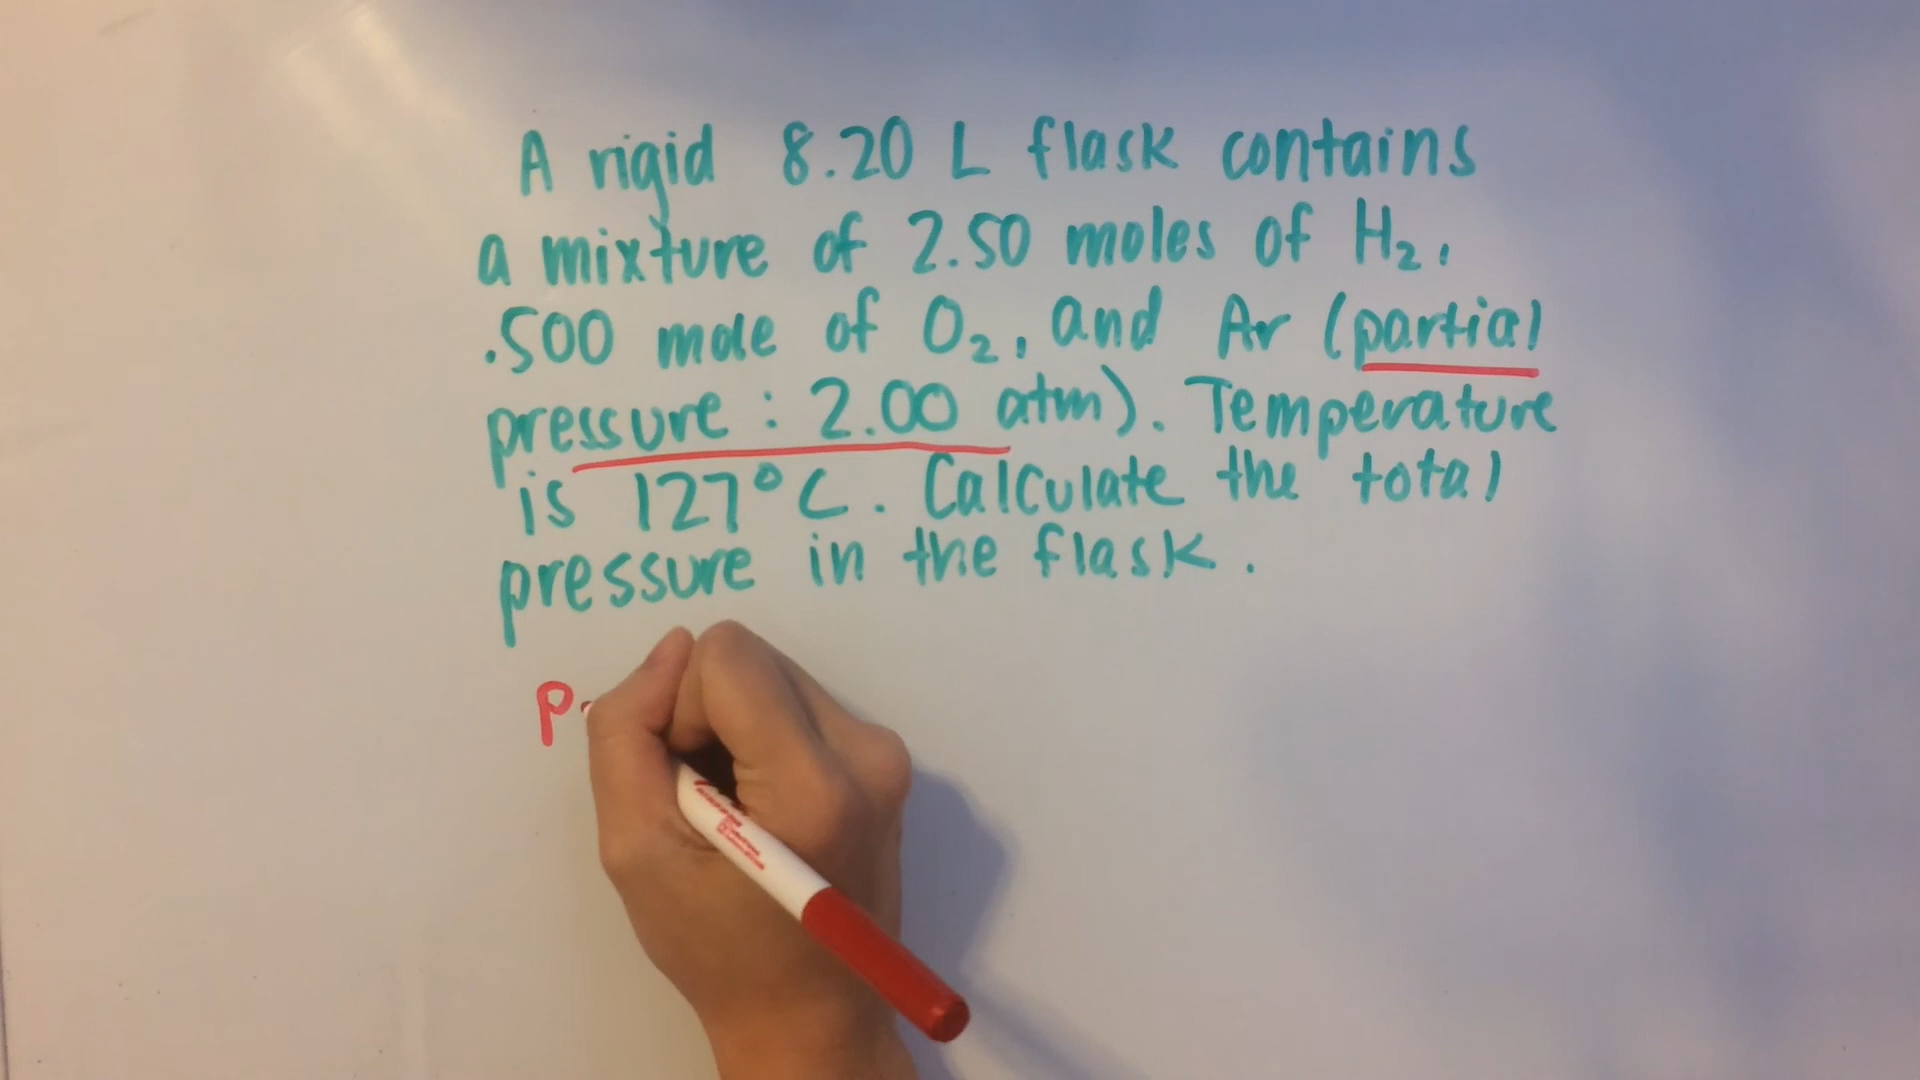 A rigid 8.20 L flask contains
a mixture of 2.50 moles of H₂,
.500 mole of O₂, and Ar (partial
pressure : 2.00 atm). Temperature
is 127°C. Calculate the total
pressure in the flask.
P